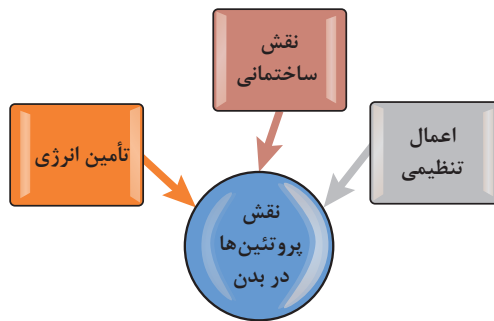 نقش
ساختمانی
اعمال
تنظیمی
تأمین انرژی
نقش
پروتئین‌ها
در بدن